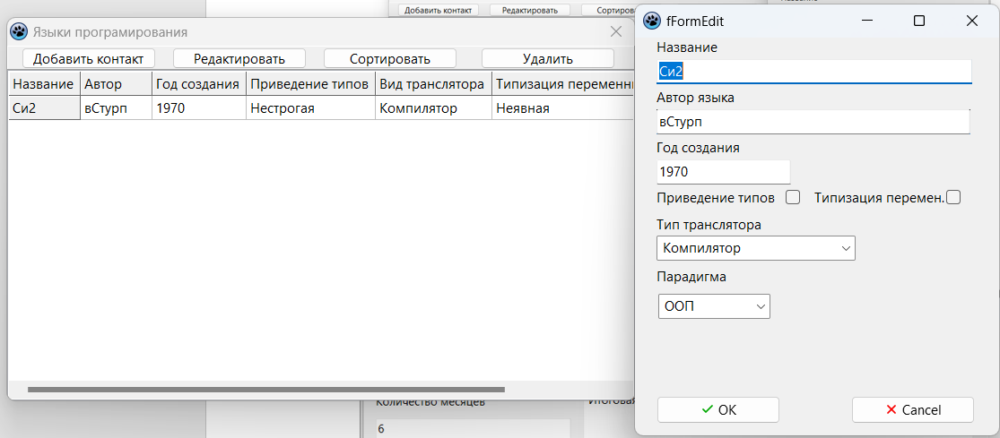 Добавить контакт Редактировать Сортиров
Языки програмирования
Добавить контакт Редактировать Сортировать Удалить
Название Автор Год создания Приведение типов Вид транслятора Типизация переменн
Си2 вСтурп 1970 Нестрогая Компилятор Неявная
Количество месяцев
6
fFormEdit
Название
Си2
Автор языка
вСтурп
Год создания
1970
Приведение типов Типизация перемен.
Тип транслятора
Компилятор
Парадигма
ООП
OK Cancel